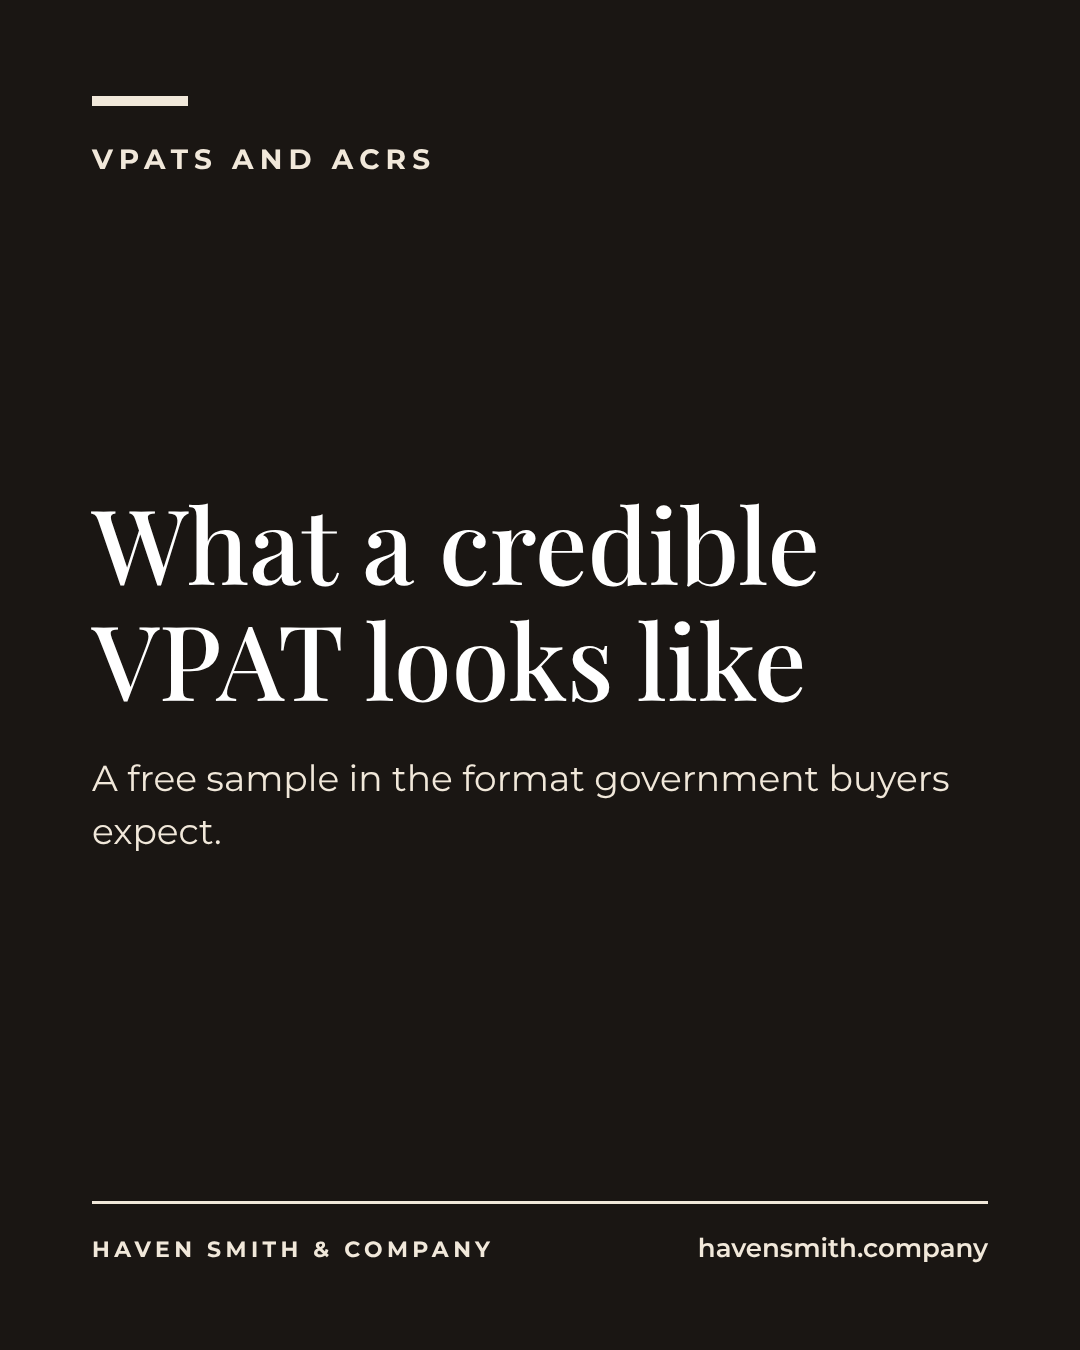 VPATS AND ACRS
What a credible
VPAT looks like
A free sample in the format government buyers
expect.
HAVEN SMITH & COMPANY
havensmith.company